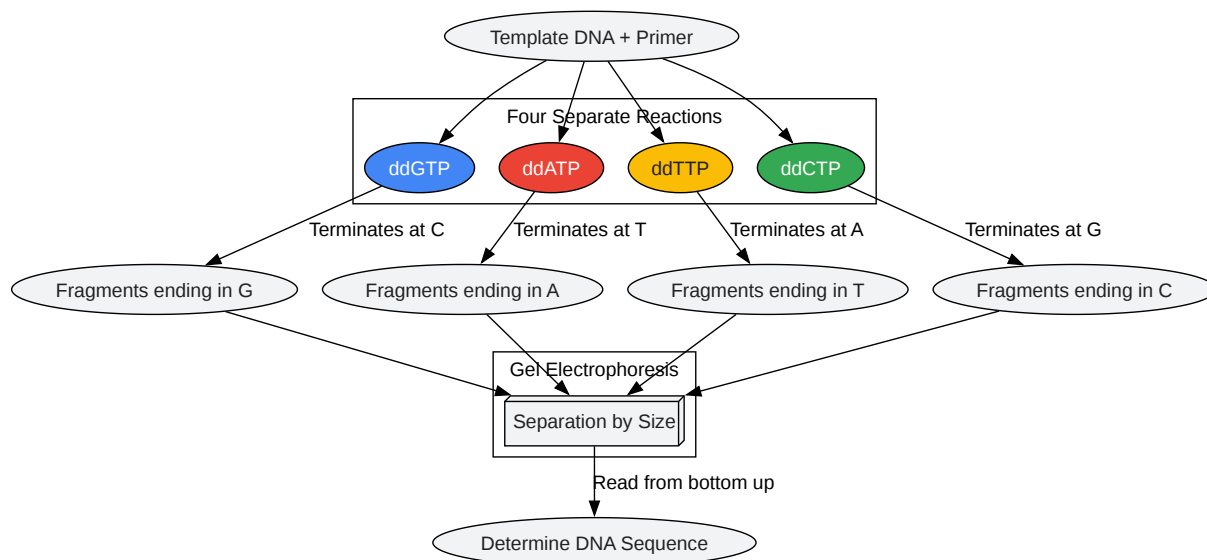 Template DNA + Primer
Four Separate Reactions
ddGTP
ddATP
ddTTP
ddCTP
Terminates at C
Terminates at T
Terminates at A
Terminates at G
Fragments ending in G
Fragments ending in A
Fragments ending in T
Fragments ending in C
Gel Electrophoresis
Separation by Size
Read from bottom up
Determine DNA Sequence